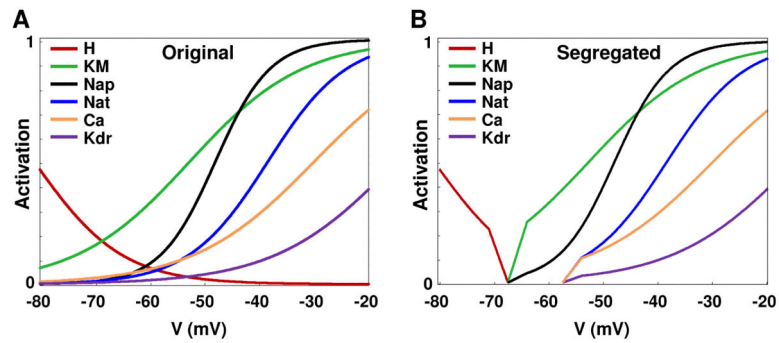 A
Original
1
H
KM
Nap
Nat
Ca
Kdr
Activation
0
-80 -70 -60 -50 -40 -30 -20
V (mV)
B
Segregated
1
H
KM
Nap
Nat
Ca
Kdr
Activation
0
-80 -70 -60 -50 -40 -30 -20
V (mV)